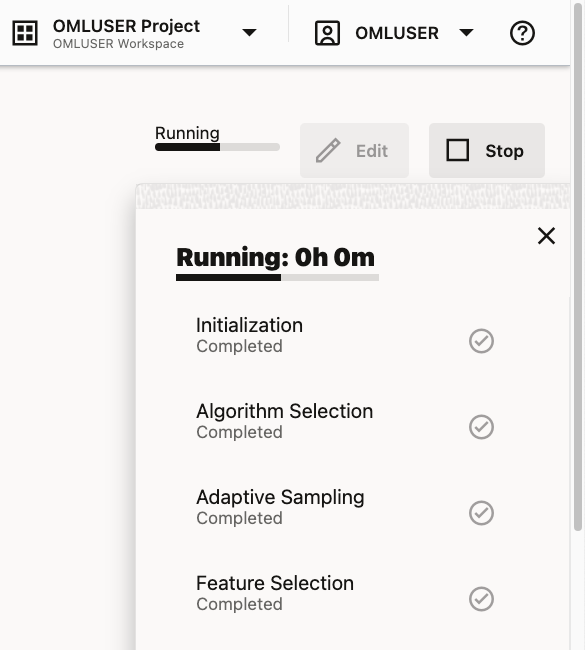 OMLUSER Project
OMLUSER Workspace
OMLUSER
Running
Edit
Stop
Running: 0h 0m
Initialization
Completed
Algorithm Selection
Completed
Adaptive Sampling
Completed
Feature Selection
Completed